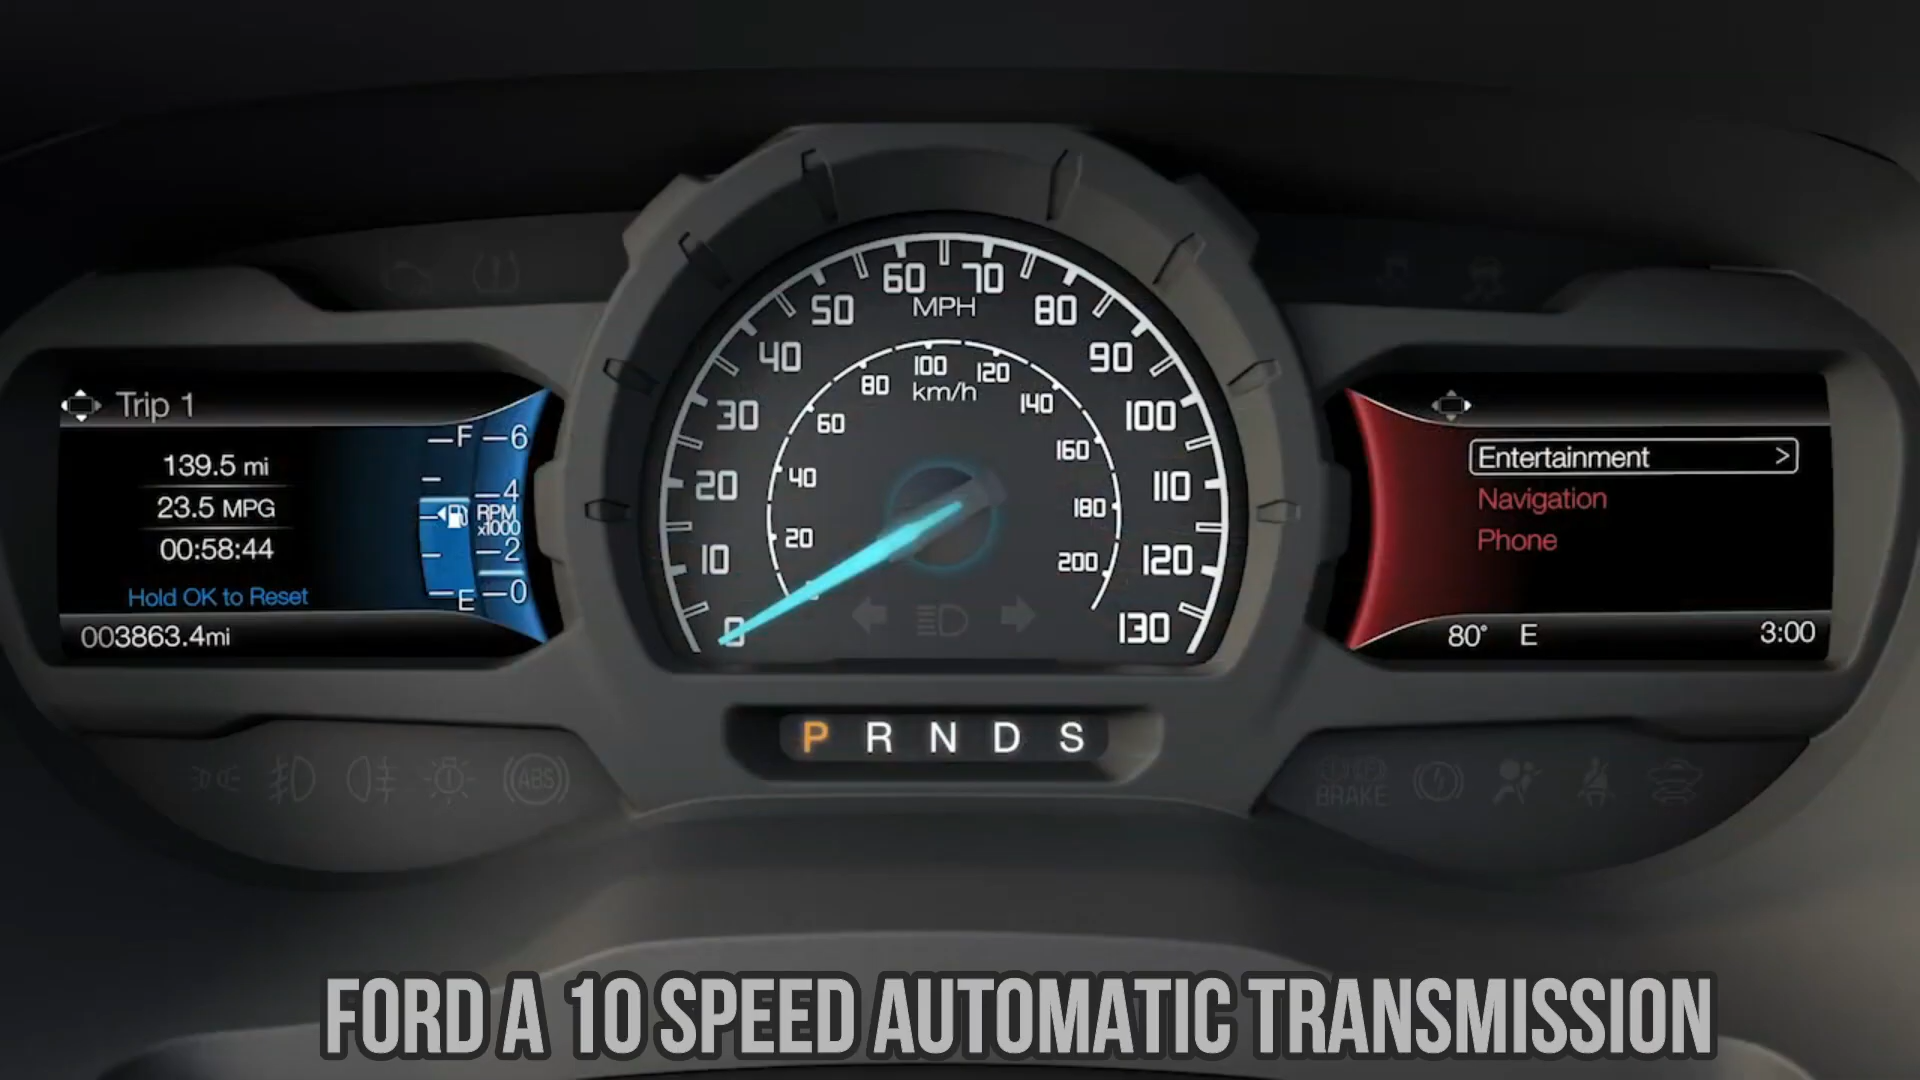 Trip 1
139.5 mi
23.5 MPG
00:58:44
Hold OK to Reset
003863.4mi
F
E
6
4
RPM
x1000
2
0
0
10
20
30
40
50
60
70
80
90
100
110
120
130
MPH
20
40
60
80
100
120
140
160
180
200
km/h
P R N D S
Entertainment >
Navigation
Phone
80° E 3:00
ABS
BRAKE
FORD A 10 SPEED AUTOMATIC TRANSMISSION